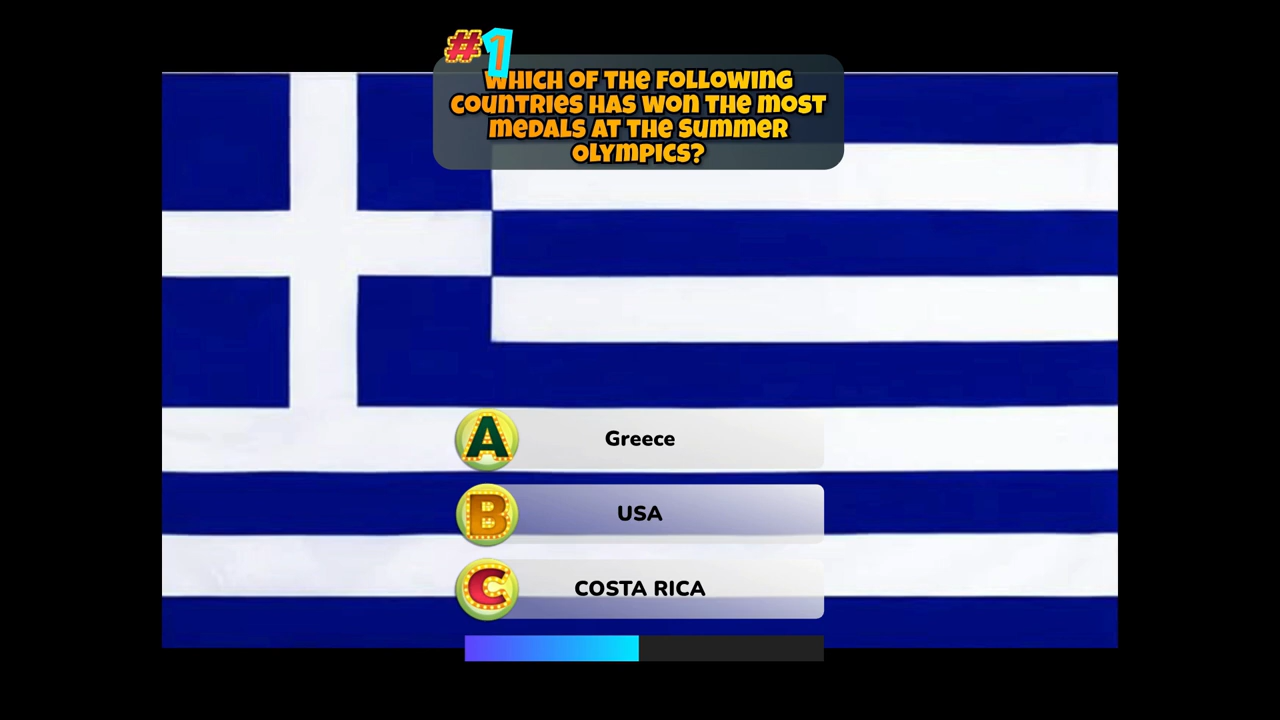 #1
WHICH OF THE FOLLOWING
COUNTRIES HAS WON THE MOST
MEDALS AT THE SUMMER
OLYMPICS?
A Greece
B USA
C COSTA RICA